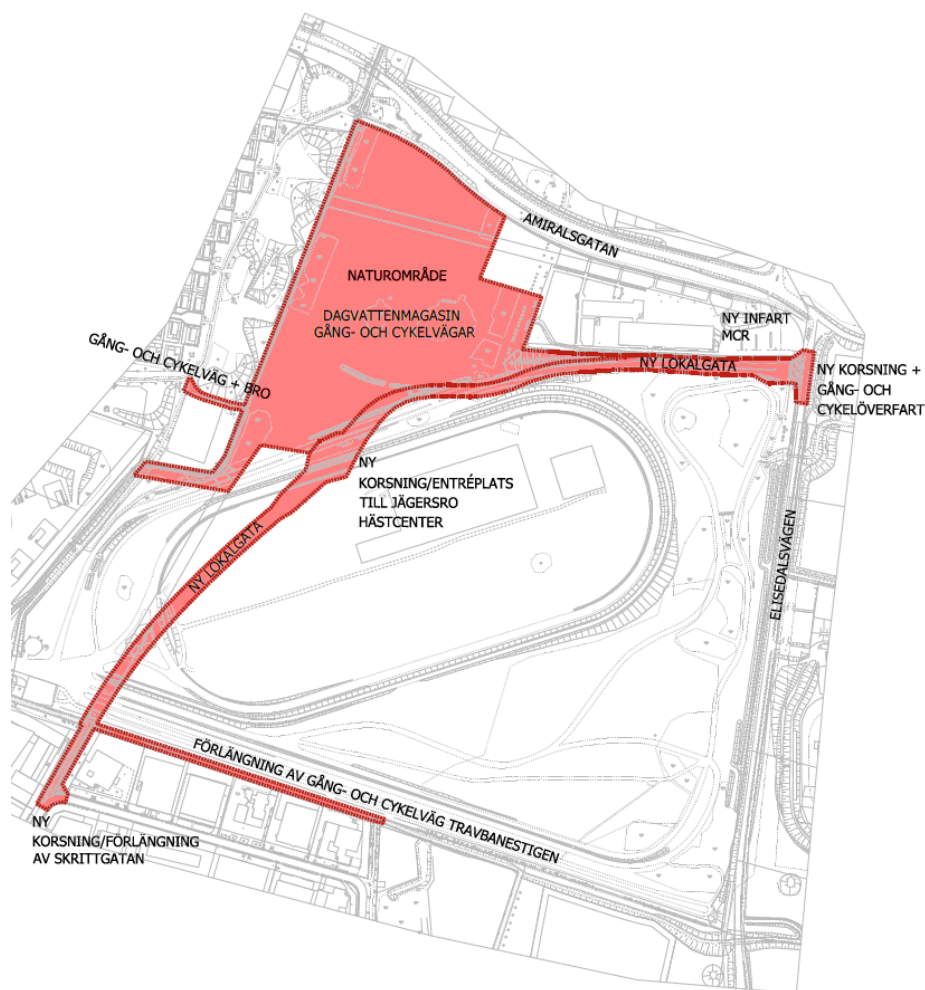 AMIRALSGATAN
NATUROMRÅDE
DAGVATTENMAGASIN
GÅNG- OCH CYKELVÄGAR
NY INFART
MCR
GÅNG- OCH CYKELVÄG + BRO
NY LOKALGATA
NY KORSNING +
GÅNG- OCH
CYKELÖVERFART
NY
KORSNING/ENTRÉPLATS
TILL JÄGERSRO
HÄSTCENTER
NY LOKALGATA
ELISEDALSVÄGEN
FÖRLÄNGNING AV GÅNG- OCH CYKELVÄG TRAVBANESTIGEN
NY
KORSNING/FÖRLÄNGNING
AV SKRITTGATAN